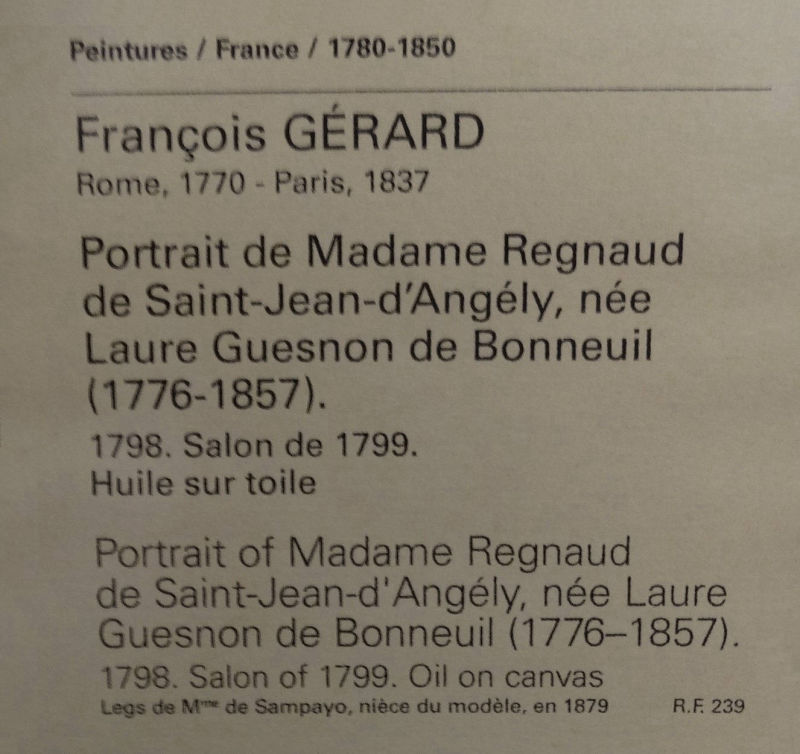 Peintures / France / 1780-1850
François GÉRARD
Rome, 1770 - Paris, 1837
Portrait de Madame Regnaud
de Saint-Jean-d'Angély, née
Laure Guesnon de Bonneuil
(1776-1857).
1798. Salon de 1799.
Huile sur toile
Portrait of Madame Regnaud
de Saint-Jean-d'Angély, née Laure
Guesnon de Bonneuil (1776–1857).
1798. Salon of 1799. Oil on canvas
Legs de Mme de Sampayo, nièce du modèle, en 1879 R.F. 239